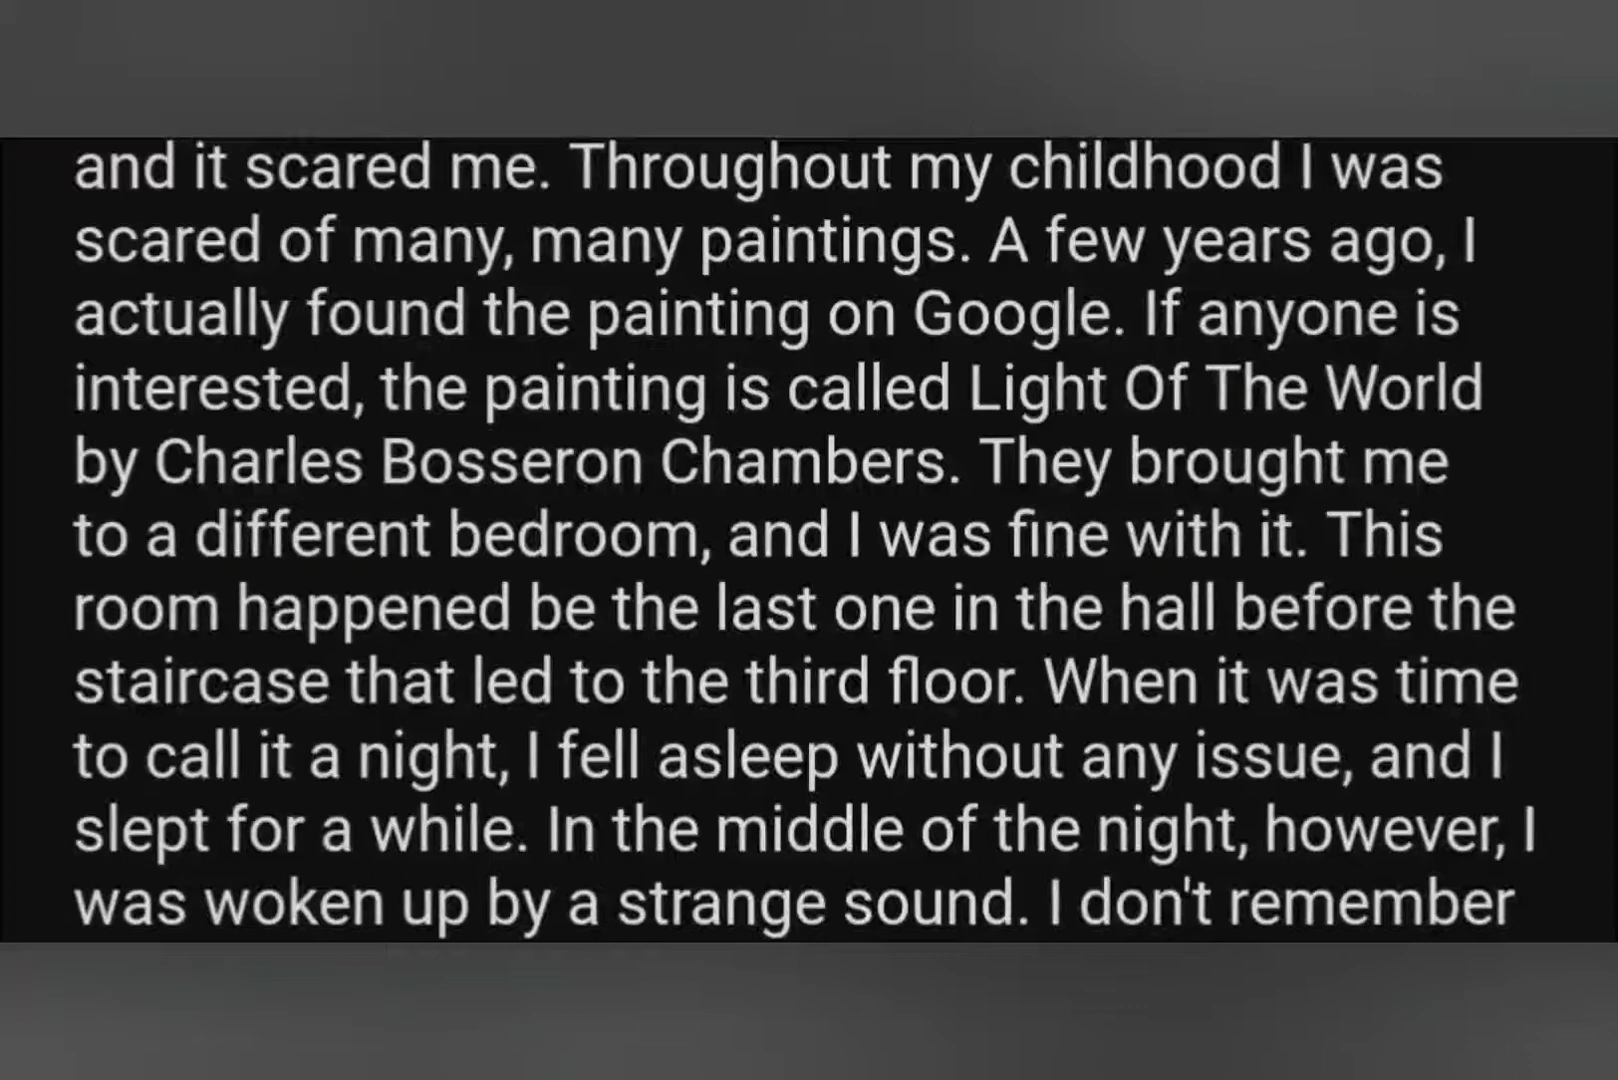 and it scared me. Throughout my childhood I was
scared of many, many paintings. A few years ago, I
actually found the painting on Google. If anyone is
interested, the painting is called Light Of The World
by Charles Bosseron Chambers. They brought me
to a different bedroom, and I was fine with it. This
room happened be the last one in the hall before the
staircase that led to the third floor. When it was time
to call it a night, I fell asleep without any issue, and I
slept for a while. In the middle of the night, however, I
was woken up by a strange sound. I don't remember